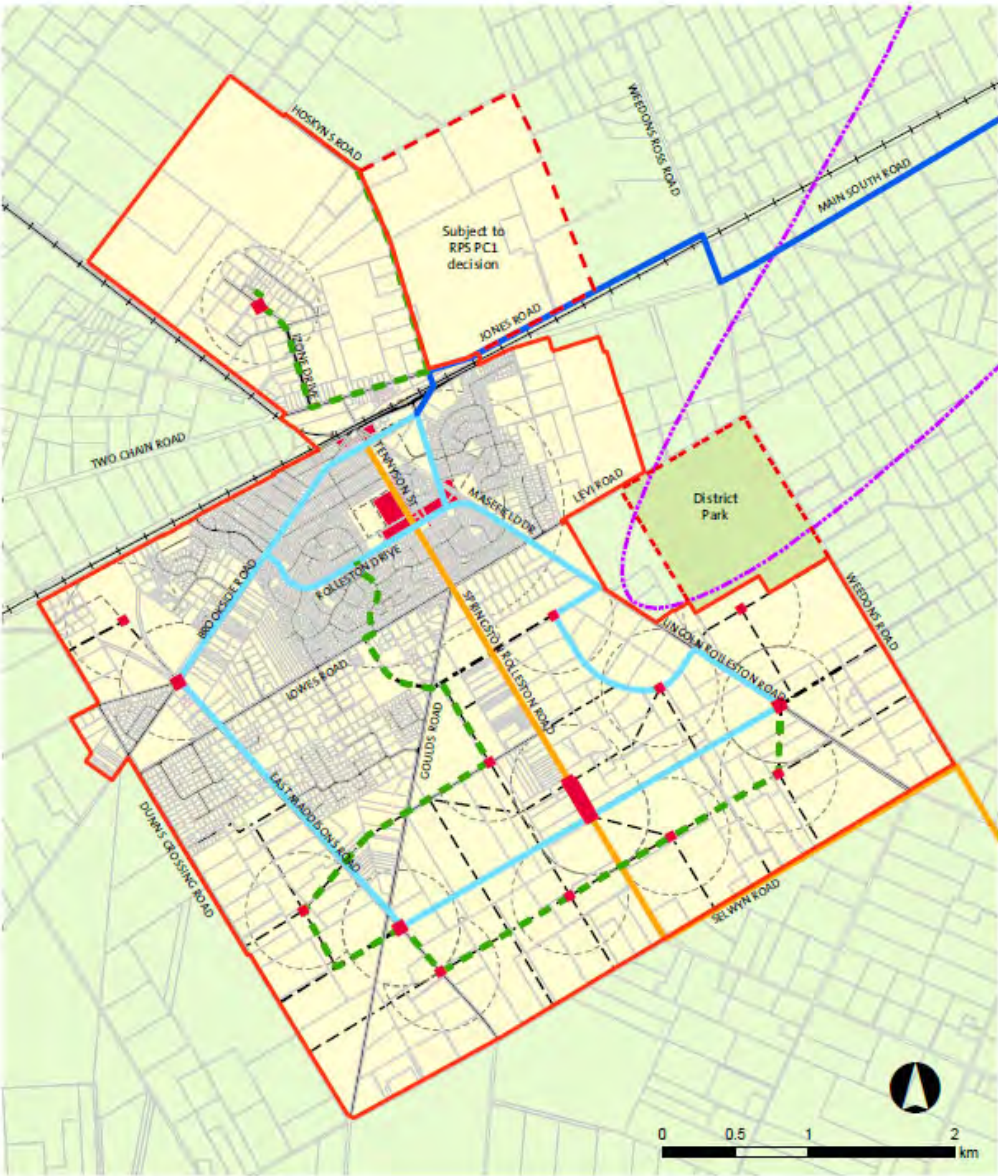 HOSKYNS ROAD
WEEDONS ROSS ROAD
MAIN SOUTH ROAD
Subject to
RPS PC1
decision
JONES ROAD
IZONE DRIVE
TWO CHAIN ROAD
TENNYSON ST
MASEFIELD DR
LEVI ROAD
District
Park
ROLLESTON DRIVE
BROOKSIDE ROAD
WEEDONS ROAD
SPRINGSTON ROLLESTON ROAD
LINCOLN ROLLESTON ROAD
LOWES ROAD
GOULDS ROAD
EAST MADDISONS ROAD
DUNNS CROSSING ROAD
SELWYN ROAD
0 0.5 1 2
km